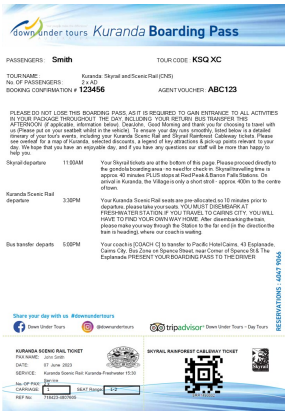 down under tours Kuranda Boarding Pass
PASSENGERS: Smith TOUR CODE: KSQ XC
TOUR NAME: Kuranda: Skyrail and Scenic Rail (CNS)
No. OF PASSENGERS: 2 x AD
BOOKING CONFIRMATION # 123456 AGENT VOUCHER: ABC123
PLEASE DO NOT LOSE THIS BOARDING PASS, AS IT IS REQUIRED TO GAIN ENTRANCE TO ALL ACTIVITIES
IN YOUR PACKAGE THROUGHOUT THE DAY, INCLUDING YOUR RETURN BUS TRANSFER THIS
AFTERNOON (if applicable, information below). Good Morning and thank you for choosing to travel with
us (Please put on your seatbelt whilst in the vehicle). To ensure your day runs smoothly, listed below is a detailed
itinerary of your tours events, including your Kuranda Scenic Rail and Skyrail Rainforest Cableway tickets. Please
see overleaf for a map of Kuranda, selected discounts, a legend of key attractions & pick-up points relevant to your
day. We hope that you have an enjoyable day, and if you have any questions our staff will be more than happy to
help you.
Skyrail departure 11:00AM Your Skyrail tickets are at the bottom of this page. Please proceed directly to
the gondola boarding area: no need for check in. Skyrail travelling time is
approx 40 minutes PLUS stops at Red Peak & Barron Falls Stations. On
arrival in Kuranda, the Village is only a short stroll - approx. 400m to the centre
of town.
Kuranda Scenic Rail
departure 3:30PM Your Kuranda Scenic Rail seats are pre-allocated so 10 minutes prior to
departure, please take your seats. YOU MUST DISEMBARK AT
FRESHWATER STATION. IF YOU TRAVEL TO CAIRNS CITY, YOU WILL
HAVE TO FIND YOUR OWN WAY HOME. After disembarking the train,
please make your way through the Station to the far end (in the direction the
train is heading), where our coach is waiting.
Bus transfer departs 5:00PM Your coach is [COACH C] to transfer to Pacific Hotel Cairns, 43 Esplanade,
Cairns City, Bus Zone on Spence Street, near Corner of Spence St & The
Esplanade. PRESENT YOUR BOARDING PASS TO THE DRIVER
RESERVATIONS: 4047 9066
Share your day with us #downundertours
Down Under Tours @downundertours tripadvisor Down Under Tours - Day Tours
KURANDA SCENIC RAIL TICKET
PAX NAME: John Smith
DATE: 07 June 2023
SERVICE: Kuranda Scenic Rail: Kuranda-Freshwater 15:30
Service
No. OF PAX: 2
CARRIAGE: 1 SEAT Range: 1-2
REF No:
SKYRAIL RAINFOREST CABLEWAY TICKET
Skyrail